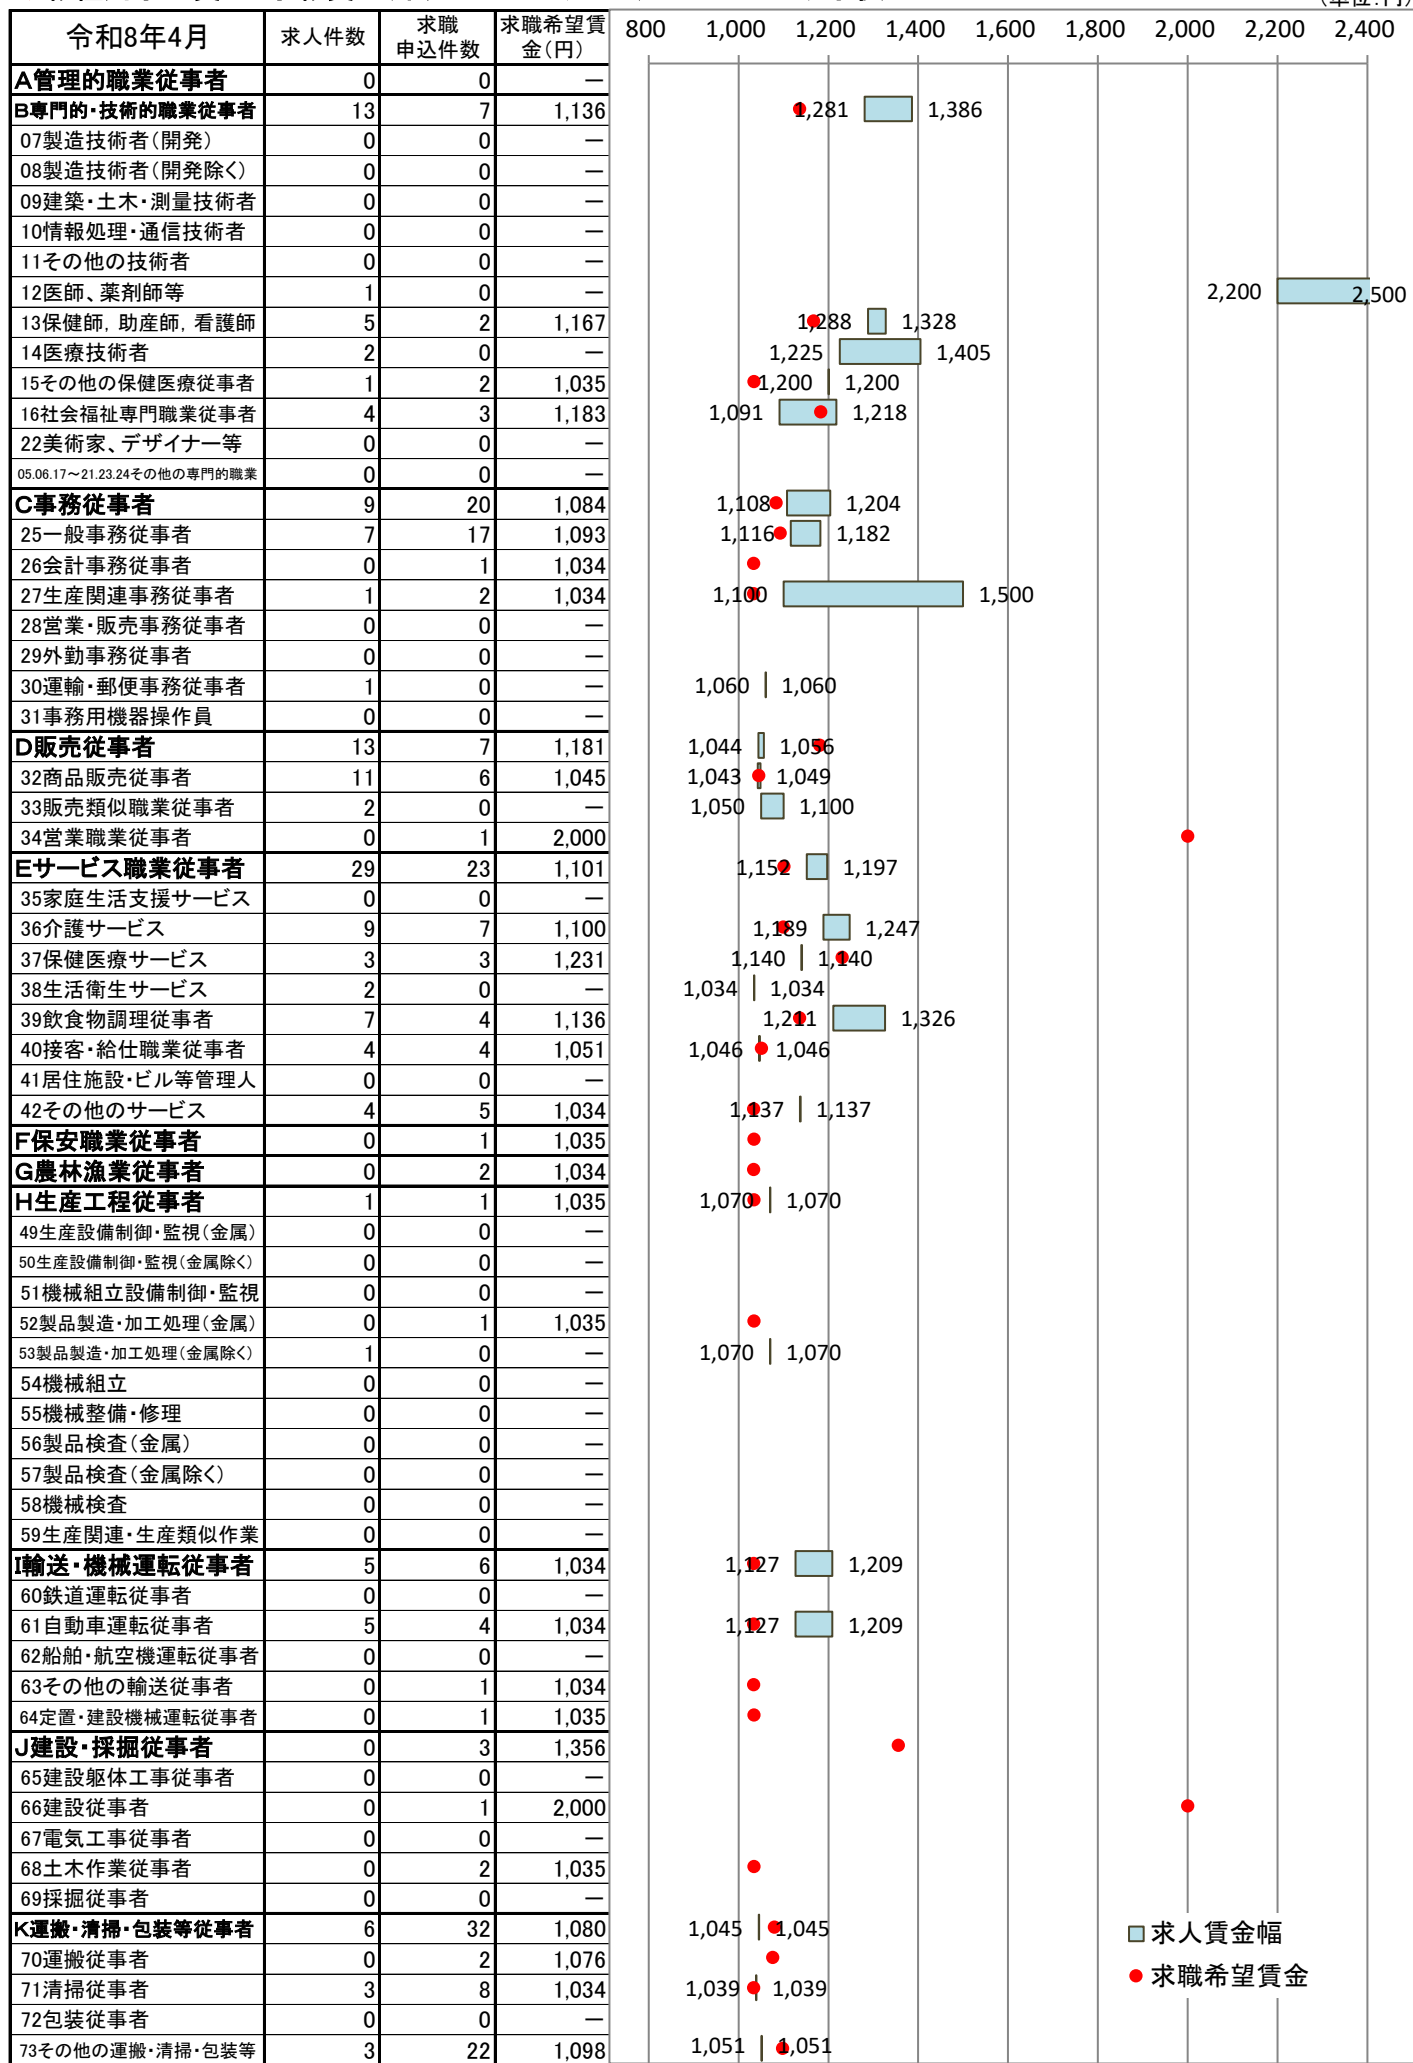 (単位:円)
令和8年4月 求人件数 求職申込件数 求職希望賃金(円) 800 1,000 1,200 1,400 1,600 1,800 2,000 2,200 2,400
A管理的職業従事者 0 0 ―
B専門的・技術的職業従事者 13 7 1,136 1,281 1,386
07製造技術者(開発) 0 0 ―
08製造技術者(開発除く) 0 0 ―
09建築・土木・測量技術者 0 0 ―
10情報処理・通信技術者 0 0 ―
11その他の技術者 0 0 ―
12医師、薬剤師等 1 0 ― 2,200 2,500
13保健師,助産師,看護師 5 2 1,167 1,288 1,328
14医療技術者 2 0 ― 1,225 1,405
15その他の保健医療従事者 1 2 1,035 1,200 1,200
16社会福祉専門職業従事者 4 3 1,183 1,091 1,218
22美術家、デザイナー等 0 0 ―
05.06.17～21.23.24その他の専門的職業 0 0 ―
C事務従事者 9 20 1,084 1,108 1,204
25一般事務従事者 7 17 1,093 1,116 1,182
26会計事務従事者 0 1 1,034
27生産関連事務従事者 1 2 1,034 1,100 1,500
28営業・販売事務従事者 0 0 ―
29外勤事務従事者 0 0 ―
30運輸・郵便事務従事者 1 0 ― 1,060 1,060
31事務用機器操作員 0 0 ―
D販売従事者 13 7 1,181 1,044 1,056
32商品販売従事者 11 6 1,045 1,043 1,049
33販売類似職業従事者 2 0 ― 1,050 1,100
34営業職業従事者 0 1 2,000
Eサービス職業従事者 29 23 1,101 1,152 1,197
35家庭生活支援サービス 0 0 ―
36介護サービス 9 7 1,100 1,189 1,247
37保健医療サービス 3 3 1,231 1,140 1,140
38生活衛生サービス 2 0 ― 1,034 1,034
39飲食物調理従事者 7 4 1,136 1,211 1,326
40接客・給仕職業従事者 4 4 1,051 1,046 1,046
41居住施設・ビル等管理人 0 0 ―
42その他のサービス 4 5 1,034 1,137 1,137
F保安職業従事者 0 1 1,035
G農林漁業従事者 0 2 1,034
H生産工程従事者 1 1 1,035 1,070 1,070
49生産設備制御・監視(金属) 0 0 ―
50生産設備制御・監視(金属除く) 0 0 ―
51機械組立設備制御・監視 0 0 ―
52製品製造・加工処理(金属) 0 1 1,035
53製品製造・加工処理(金属除く) 1 0 ― 1,070 1,070
54機械組立 0 0 ―
55機械整備・修理 0 0 ―
56製品検査(金属) 0 0 ―
57製品検査(金属除く) 0 0 ―
58機械検査 0 0 ―
59生産関連・生産類似作業 0 0 ―
I輸送・機械運転従事者 5 6 1,034 1,127 1,209
60鉄道運転従事者 0 0 ―
61自動車運転従事者 5 4 1,034 1,127 1,209
62船舶・航空機運転従事者 0 0 ―
63その他の輸送従事者 0 1 1,034
64定置・建設機械運転従事者 0 1 1,035
J建設・採掘従事者 0 3 1,356
65建設躯体工事従事者 0 0 ―
66建設従事者 0 1 2,000
67電気工事従事者 0 0 ―
68土木作業従事者 0 2 1,035
69採掘従事者 0 0 ―
K運搬・清掃・包装等従事者 6 32 1,080 1,045 1,045 求人賃金幅
70運搬従事者 0 2 1,076
71清掃従事者 3 8 1,034 1,039 1,039 求職希望賃金
72包装従事者 0 0 ―
73その他の運搬・清掃・包装等 3 22 1,098 1,051 1,051